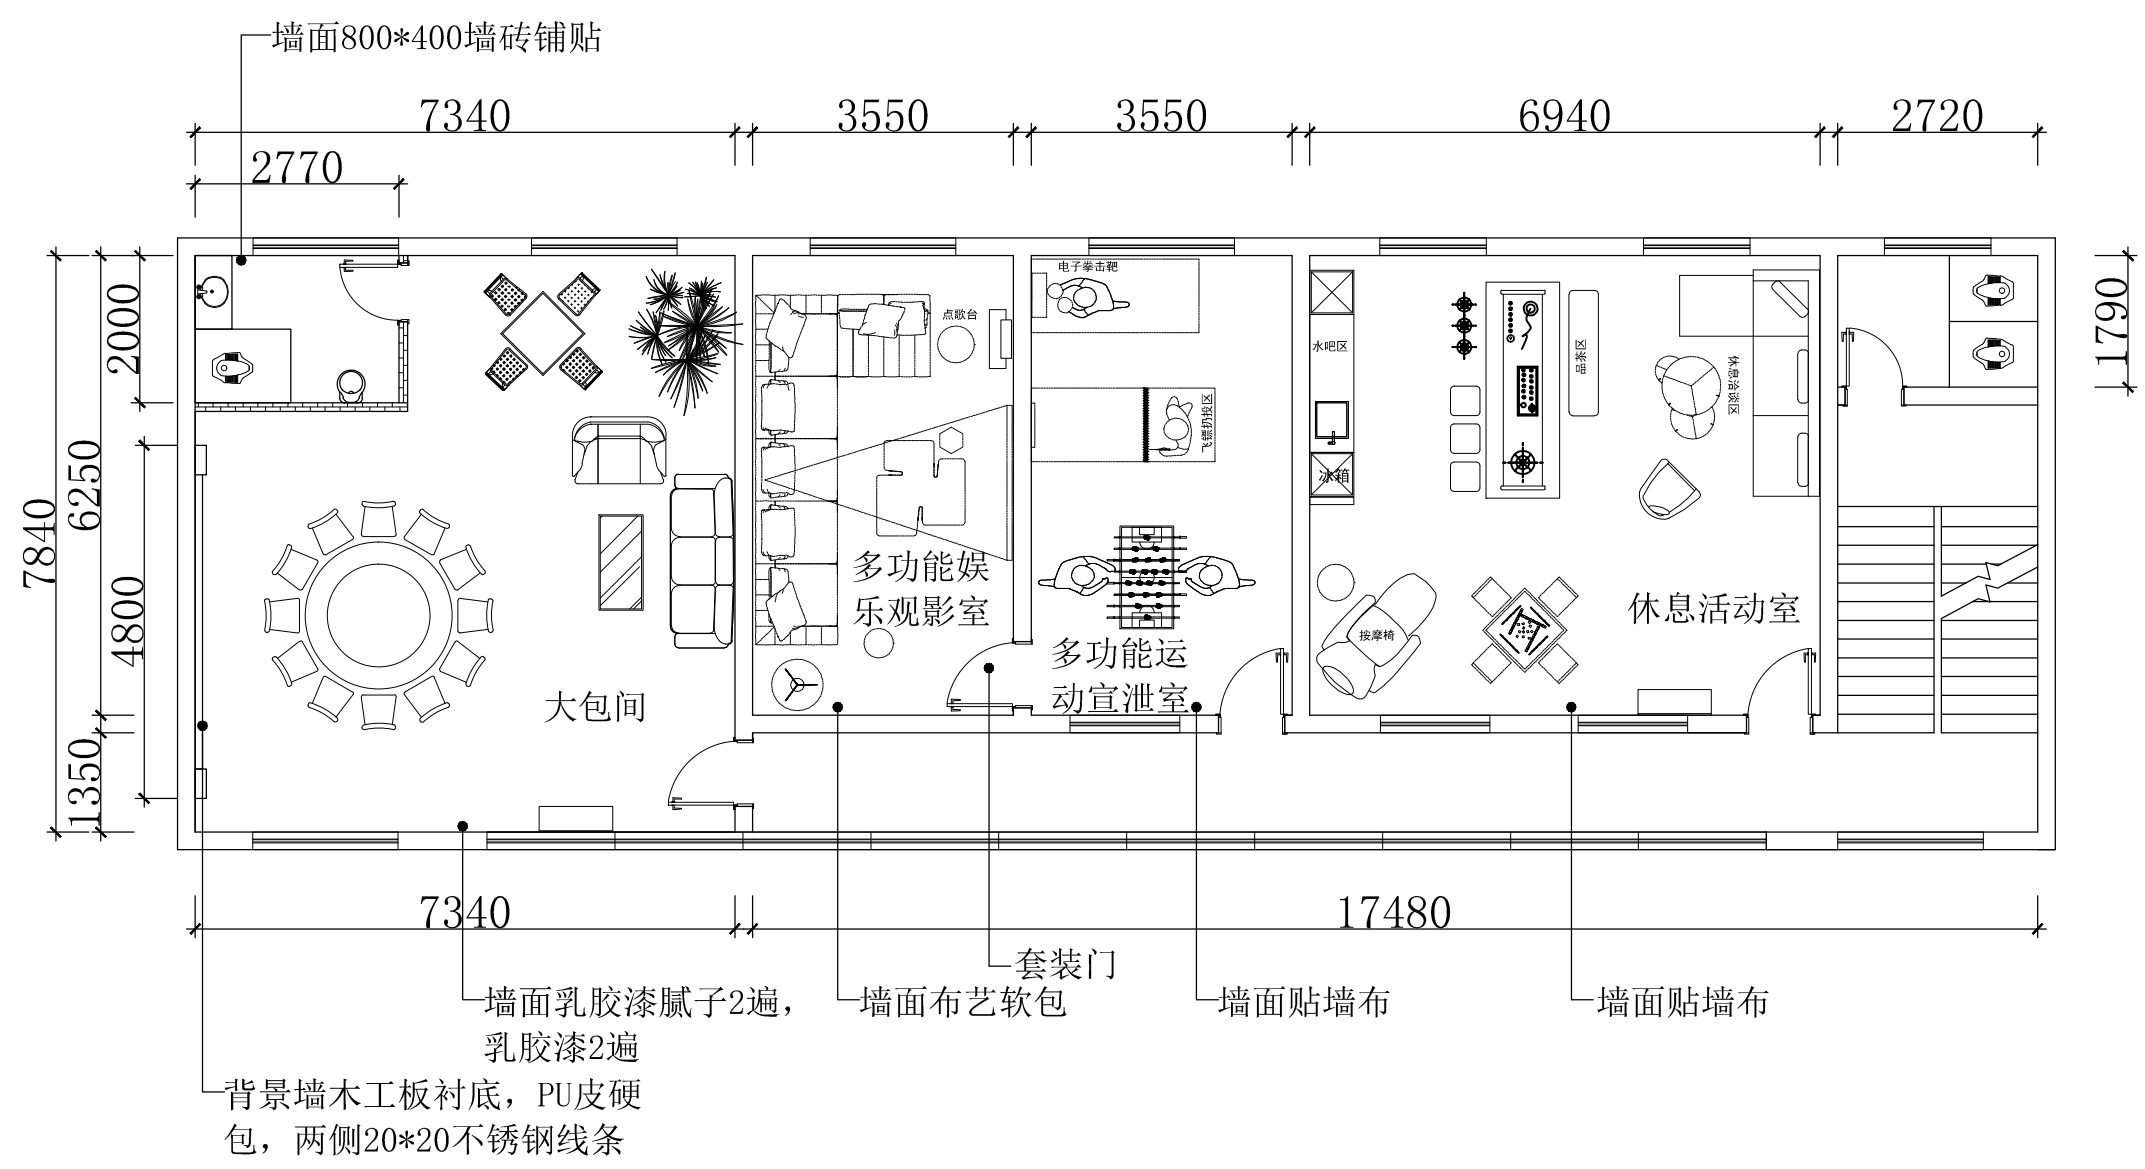 墙面800*400墙砖铺贴
7340
3550
3550
6940
2720
2770
7840
6250
1350
2000
4800
1790
电子拳击靶
点歌台
水吧区
品茶区
休息洽谈区
飞镖扔投区
冰箱
多功能娱
乐观影室
按摩椅
休息活动室
多功能运
动宣泄室
大包间
7340
17480
套装门
墙面乳胶漆腻子2遍，
乳胶漆2遍
墙面布艺软包
墙面贴墙布
墙面贴墙布
背景墙木工板衬底，PU皮硬
包，两侧20*20不锈钢线条